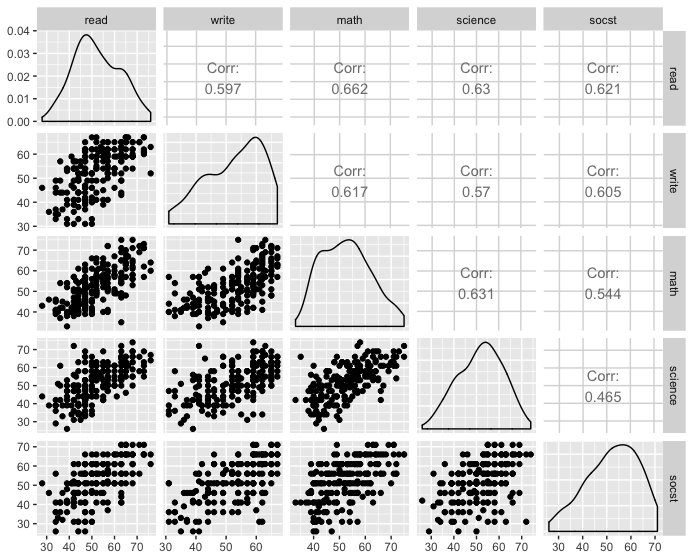 read write math science socst
0.04
0.03
0.02
0.01
0.00
Corr:
0.597
Corr:
0.662
Corr:
0.63
Corr:
0.621
read
60
50
40
30
Corr:
0.617
Corr:
0.57
Corr:
0.605
write
70
60
50
40
Corr:
0.631
Corr:
0.544
math
70
60
50
40
30
Corr:
0.465
science
70
60
50
40
30
socst
30 40 50 60 70 30 40 50 60 40 50 60 70 30 40 50 60 70 30 40 50 60 70